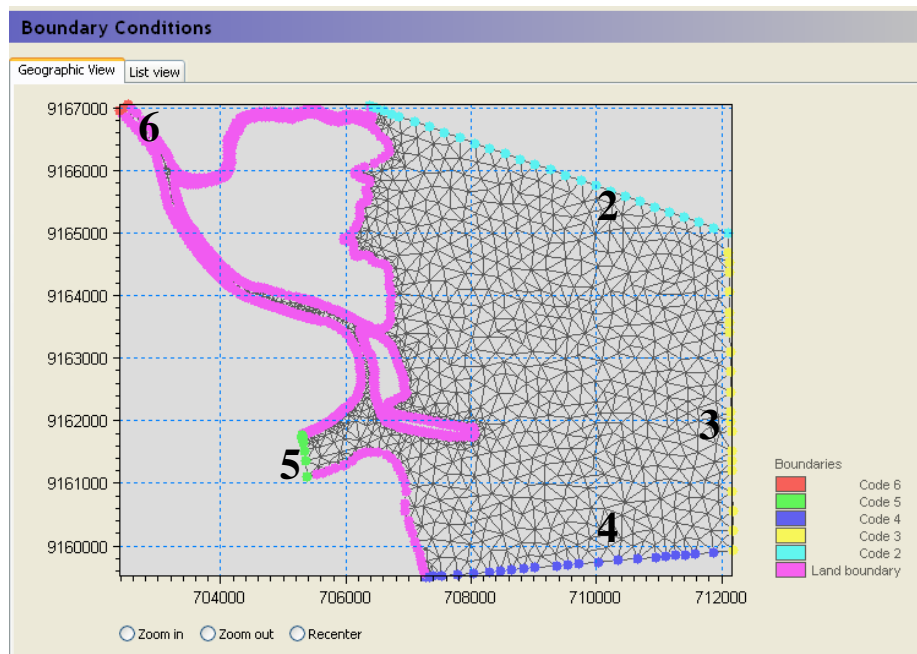 Boundary Conditions
Geographic View List view
9167000
6
9166000
2
9165000
9164000
9163000
9162000
3
5
9161000
4
9160000
Boundaries
Code 6
Code 5
Code 4
Code 3
Code 2
Land boundary
704000 706000 708000 710000 712000
Zoom in Zoom out Recenter